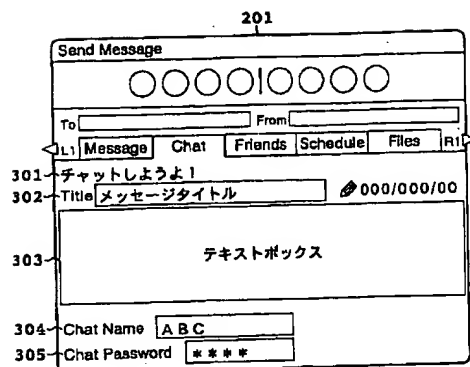 201
Send Message
To From
L1 Message Chat Friends Schedule Files R1
301 チャットしようよ!
302 Title メッセージタイトル 000/000/00
303 テキストボックス
304 Chat Name ABC
305 Chat Password ****